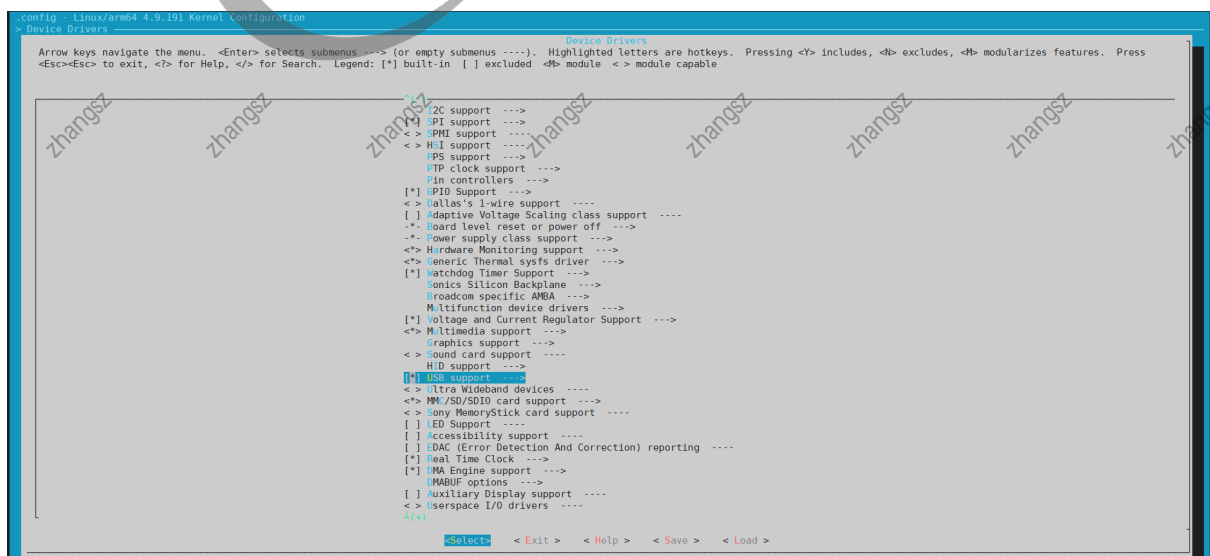 .config - Linux/arm64 4.9.191 Kernel Configuration
> Device Drivers
Device Drivers
Arrow keys navigate the menu. <Enter> selects submenus ---> (or empty submenus ----). Highlighted letters are hotkeys. Pressing <Y> includes, <N> excludes, <M> modularizes features. Press
<Esc><Esc> to exit, <?> for Help, </> for Search. Legend: [*] built-in [ ] excluded <M> module < > module capable
I2C support --->
[*] SPI support --->
< > SPMI support ----
< > HSI support ----
PPS support --->
PTP clock support --->
Pin controllers --->
[*] GPIO Support --->
< > Dallas's 1-wire support ----
[ ] Adaptive Voltage Scaling class support ----
-*- Board level reset or power off --->
-*- Power supply class support --->
<*> Hardware Monitoring support --->
<*> Generic Thermal sysfs driver --->
[*] Watchdog Timer Support --->
Sonics Silicon Backplane --->
Broadcom specific AMBA --->
Multifunction device drivers --->
[*] Voltage and Current Regulator Support --->
<*> Multimedia support --->
Graphics support --->
< > Sound card support ----
HID support --->
[*] USB support --->
< > Ultra Wideband devices ----
<*> MMC/SD/SDIO card support --->
< > Sony MemoryStick card support ----
[ ] LED Support ----
[ ] Accessibility support ----
[ ] EDAC (Error Detection And Correction) reporting ----
[*] Real Time Clock --->
[*] DMA Engine support --->
DMABUF options --->
[ ] Auxiliary Display support ----
< > Userspace I/O drivers ----
┴(+)
<Select> < Exit > < Help > < Save > < Load >
zhangsz
zhangsz
zhangsz
zhangsz
zhangsz
zhangsz
zhangsz